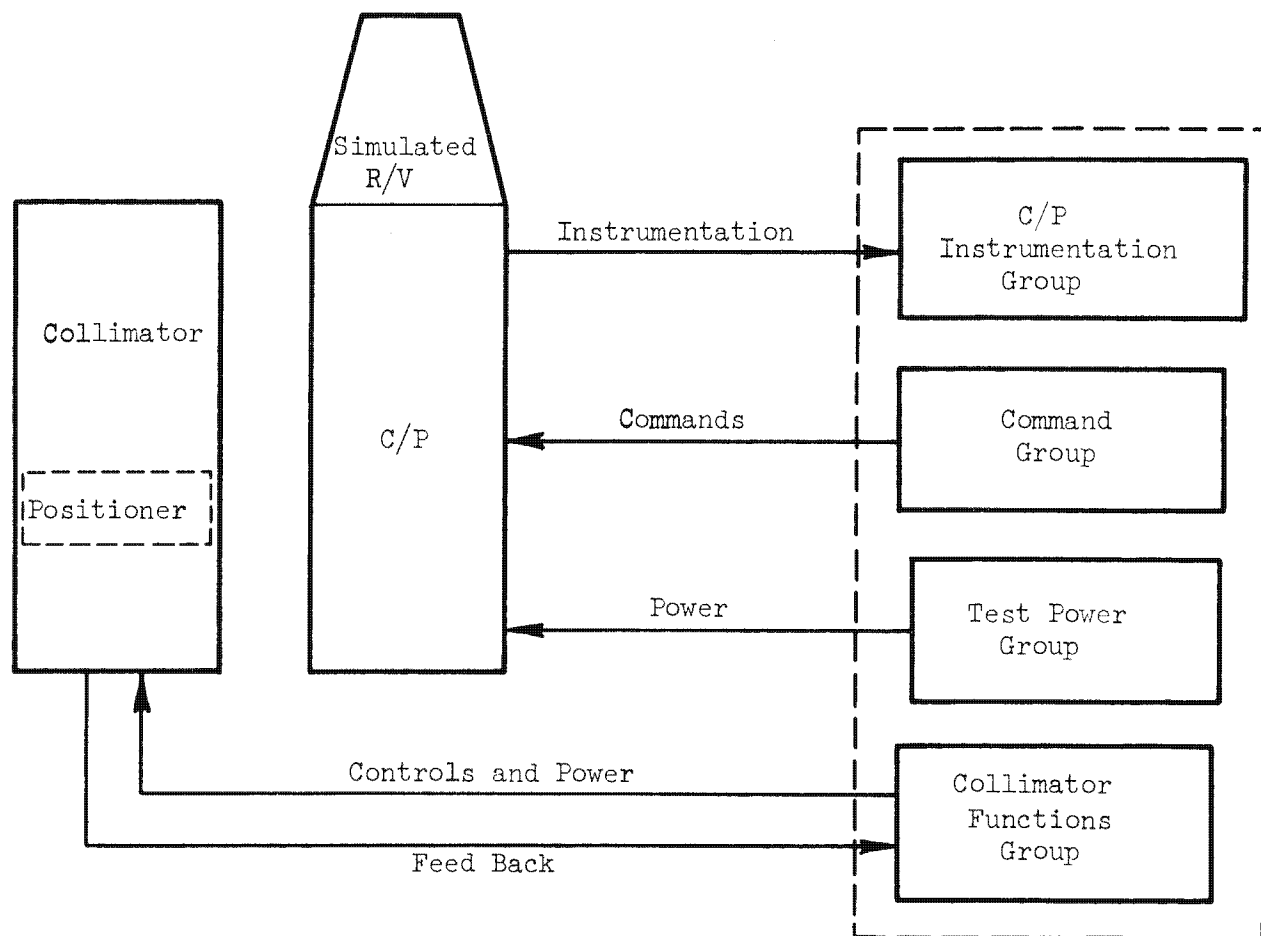 Simulated
R/V
Collimator
Positioner
C/P
Instrumentation
Commands
Power
Controls and Power
Feed Back
C/P
Instrumentation
Group
Command
Group
Test Power
Group
Collimator
Functions
Group